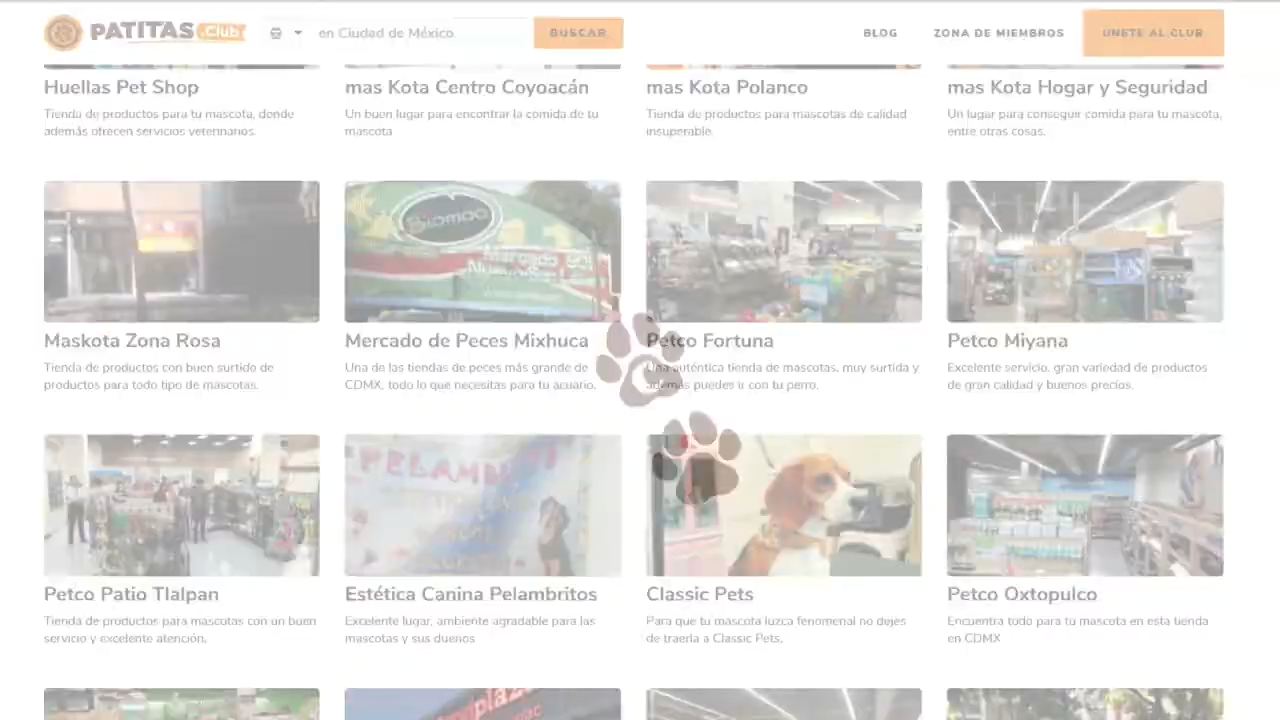 PATITAS.Club
en Ciudad de México
BUSCAR
BLOG
ZONA DE MIEMBROS
ÚNETE AL CLUB
Huellas Pet Shop
Tienda de productos para tu mascota, donde
además ofrecen servicios veterinarios.
mas Kota Centro Coyoacán
Un buen lugar para encontrar la comida de tu
mascota
mas Kota Polanco
Tienda de productos para mascotas de calidad
insuperable.
mas Kota Hogar y Seguridad
Un lugar para conseguir comida para tu mascota,
entre otras cosas.
Maskota Zona Rosa
Tienda de productos con buen surtido de
productos para todo tipo de mascotas.
Mercado de Peces Mixhuca
Una de las tiendas de peces más grande de
CDMX, todo lo que necesitas para tu acuario.
Petco Fortuna
Una auténtica tienda de mascotas, muy surtida y
además puedes ir con tu perro.
Petco Miyana
Excelente servicio, gran variedad de productos
de gran calidad y buenos precios.
PELAMB
Petco Patio Tlalpan
Tienda de productos para mascotas con un buen
servicio y excelente atención.
Estética Canina Pelambritos
Excelente lugar, ambiente agradable para las
mascotas y sus dueños
Classic Pets
Para que tu mascota luzca fenomenal no dejes
de traerla a Classic Pets.
Petco Oxtopulco
Encuentra todo para tu mascota en esta tienda
en CDMX